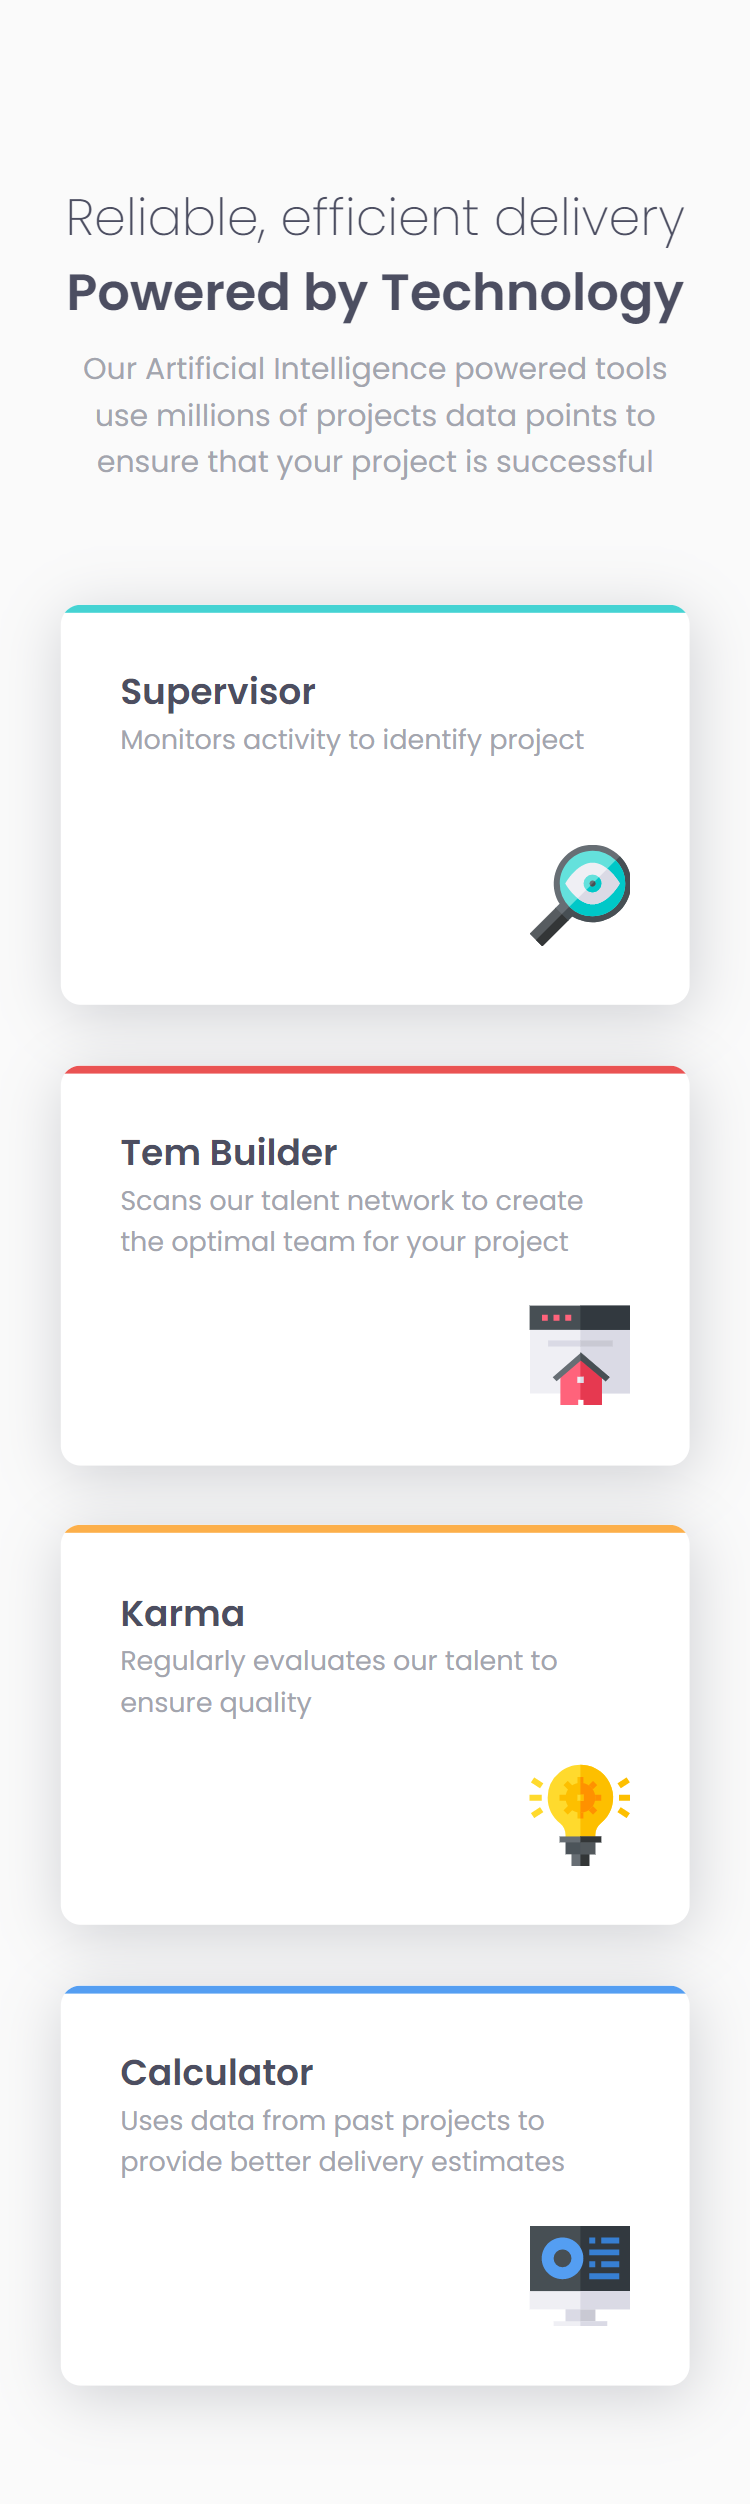 Reliable, efficient delivery
Powered by Technology
Our Artificial Intelligence powered tools
use millions of projects data points to
ensure that your project is successful
Supervisor
Monitors activity to identify project
Tem Builder
Scans our talent network to create
the optimal team for your project
Karma
Regularly evaluates our talent to
ensure quality
Calculator
Uses data from past projects to
provide better delivery estimates